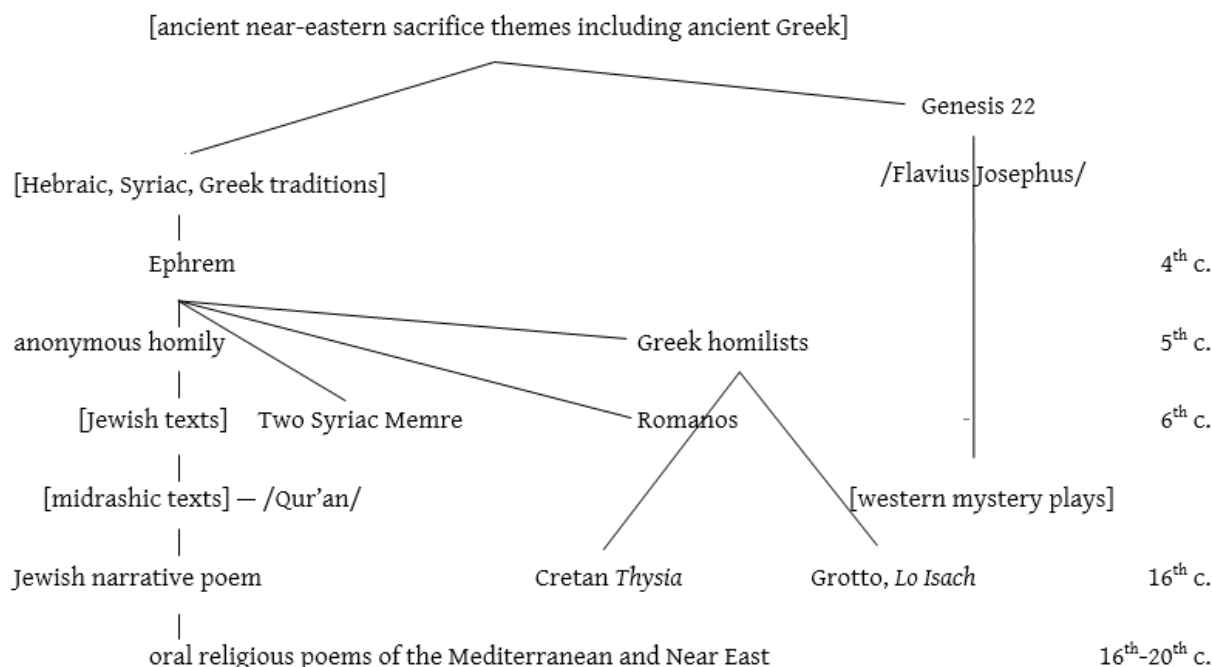 [ancient near-eastern sacrifice themes including ancient Greek]
Genesis 22
[Hebraic, Syriac, Greek traditions] /Flavius Josephus/
Ephrem 4th c.
anonymous homily Greek homilists 5th c.
[Jewish texts] Two Syriac Memre Romanos 6th c.
[midrashic texts] — /Qur’an/ [western mystery plays]
Jewish narrative poem Cretan Thysia Grotto, Lo Isach 16th c.
oral religious poems of the Mediterranean and Near East 16th-20th c.